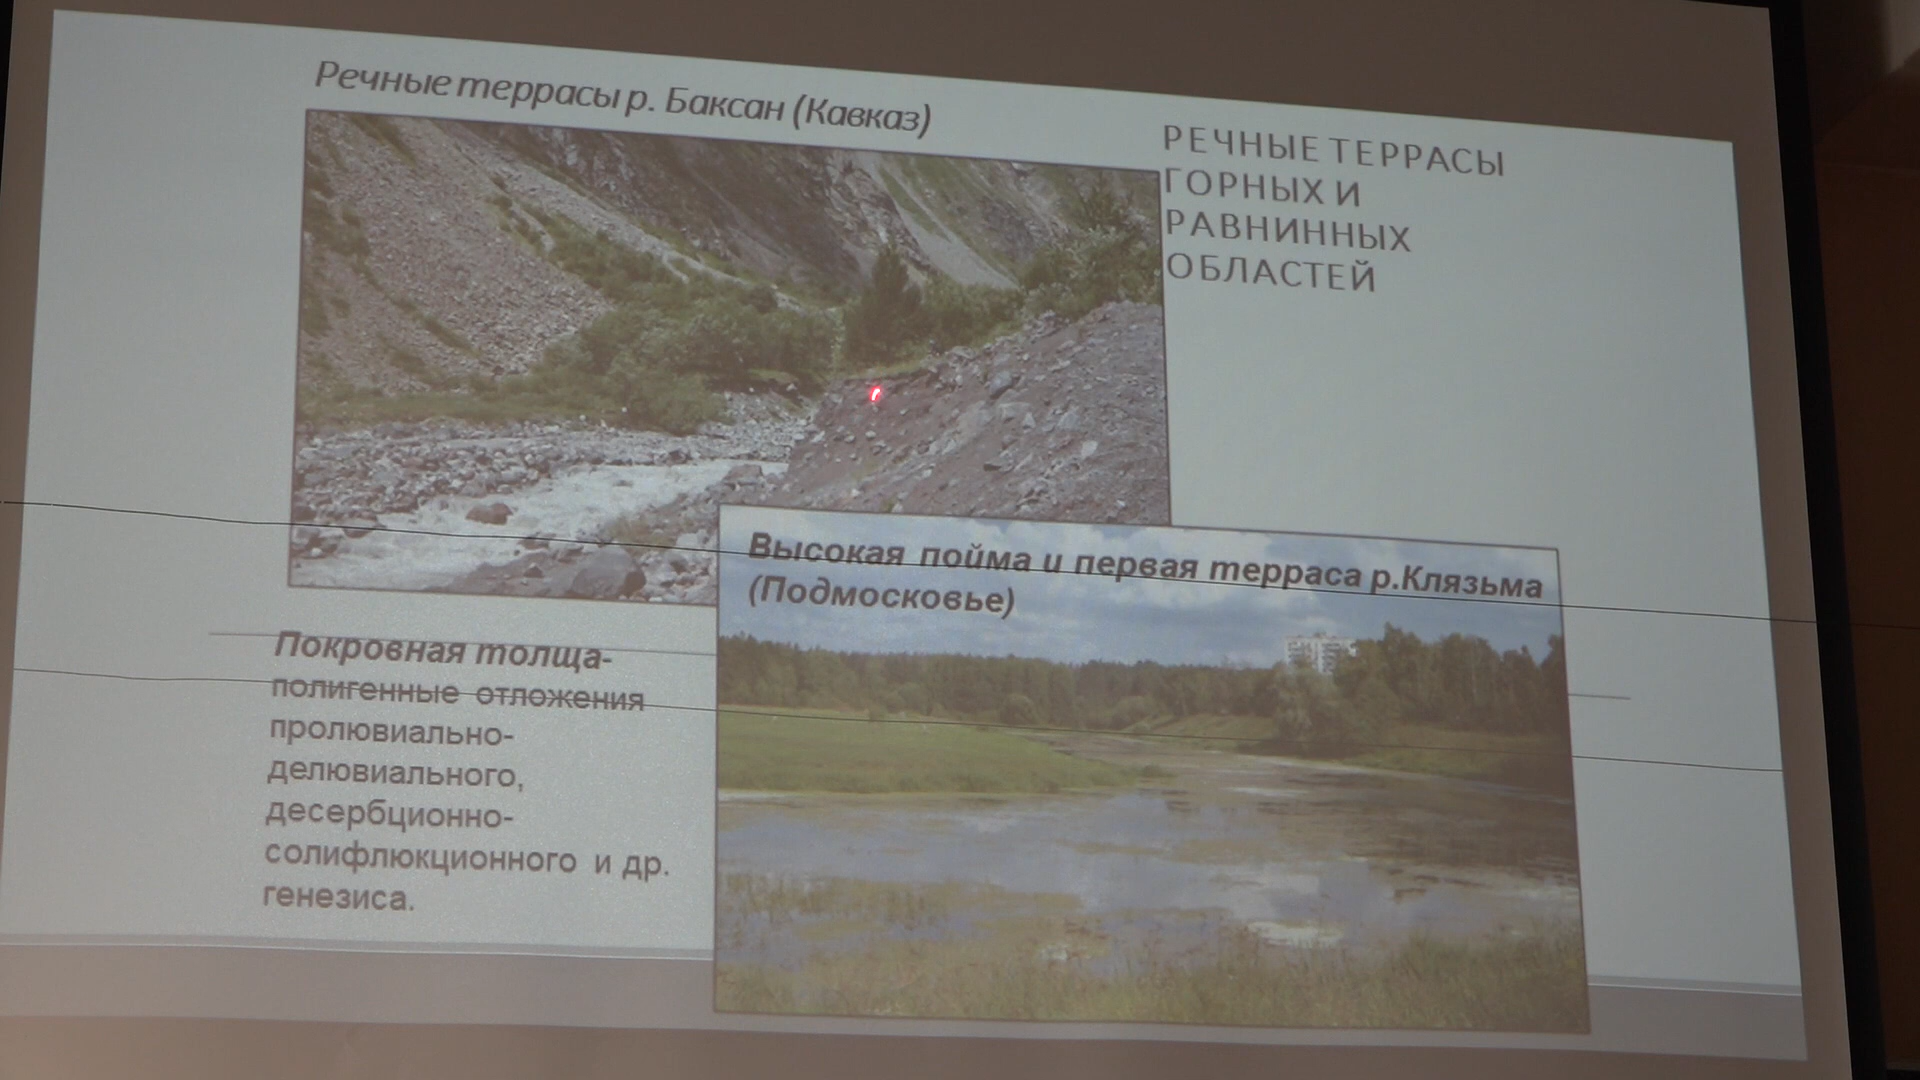 Речные террасы р. Баксан (Кавказ)
РЕЧНЫЕ ТЕРРАСЫ
ГОРНЫХ И
РАВНИННЫХ
ОБЛАСТЕЙ
Высокая пойма и первая терраса р.Клязьма
(Подмосковье)
Покровная толща-
полигенные отложения
пролювиально-
делювиального,
десербционно-
солифлюкционного и др.
генезиса.